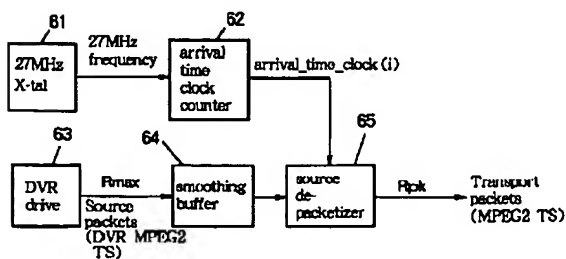 61
62
27MHz
X-tal
27MHz
frequency
arrival
time
clock
counter
arrival_time_clock(i)
63
64
65
DVR
drive
Rmax
Source
packets
(DVR MPEG2
TS)
smoothing
buffer
source
de-
packetizer
Rpk
Transport
packets
(MPEG2 TS)